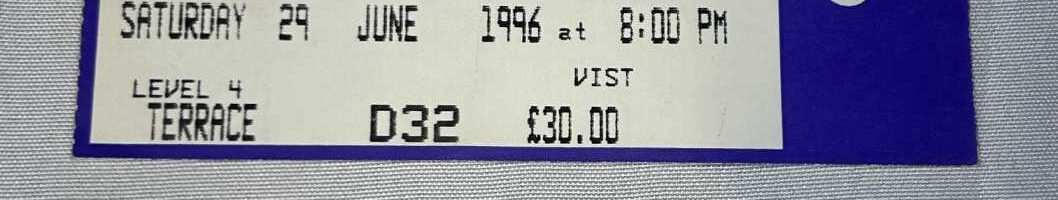 SATURDAY 29 JUNE 1996 at 8:00 PM
VIST
LEVEL 4
TERRACE D32 £30.00